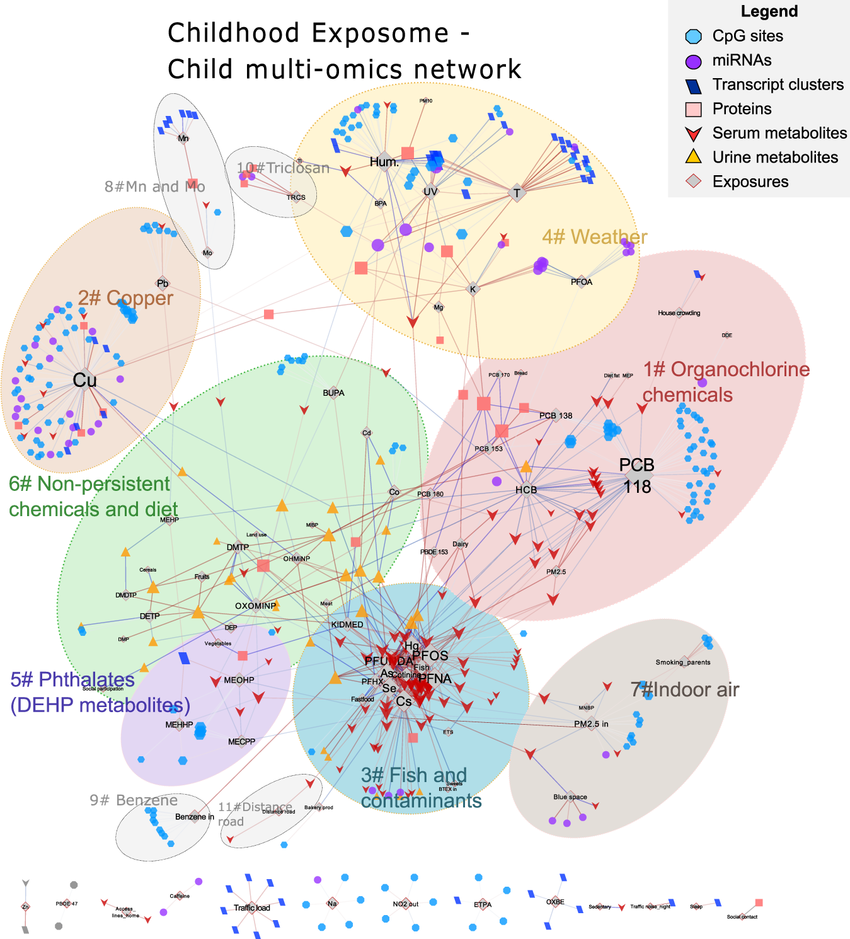 Childhood Exposome -
Child multi-omics network
Legend
CpG sites
miRNAs
Transcript clusters
Proteins
Serum metabolites
Urine metabolites
Exposures
PM10
Mn
Hum.
10#Triclosan
8#Mn and Mo
UV
T
TRCS
BPA
4# Weather
Mo
Pb
K
PFOA
2# Copper
Mg
House crowding
DDE
1# Organochlorine
chemicals
PCB 170
Bread
MEP
Cu
BUPA
PCB 138
Cd
PCB 153
PCB
118
6# Non-persistent
chemicals and diet
Co
PCB 180
HCB
MEHP
MBP
Land use
DMTP
OHMiNP
PBDE 153
Dairy
Cereals
Fruits
PM2.5
DMDTP
OXOMINP
Meat
DETP
KIDMED
DEP
DMP
Vegetables
Hg
PFOS
PFUNDA
Fish
As
Cotinine
PFNA
PFHX
Se
Cs
Fastfood
ETS
5# Phthalates
(DEHP metabolites)
Social participation
MEOHP
MEHHP
MECPP
Smoking_parents
7#Indoor air
MNBP
PM2.5 in
3# Fish and
contaminants
Sweets
BTEX in
Blue space
9# Benzene
Benzene in
11#Distance
road
Distance road
Bakery prod
Zn
PBDE 47
Access_
lines_home
Caffeine
Traffic load
Na
NO2 out
ETPA
OXBE
Sedentary
Traffic load_night
Sleep
Social contact